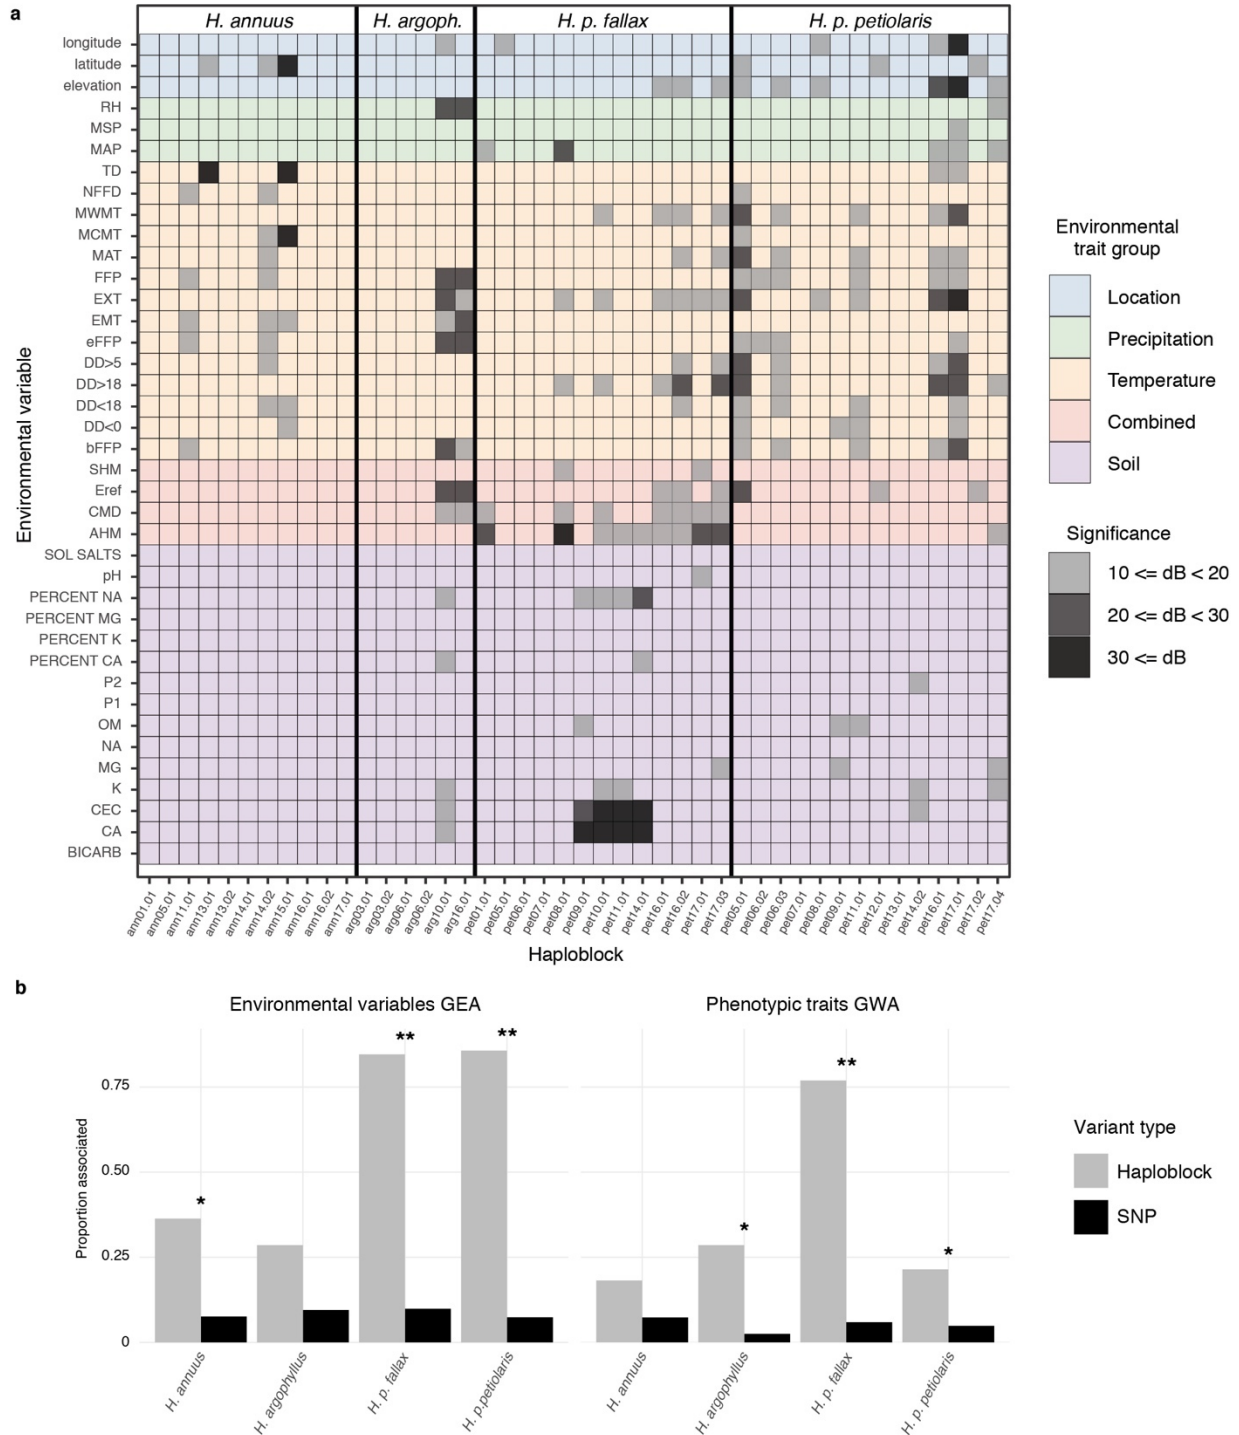 a
H. annuus
H. argoph.
H. p. fallax
H. p. petiolaris
longitude
latitude
elevation
RH
MSP
MAP
TD
NFFD
MWMT
MCMT
MAT
FFP
EXT
EMT
eFFP
DD>5
DD>18
DD<18
DD<0
bFFP
SHM
Eref
CMD
AHM
SOL SALTS
pH
PERCENT NA
PERCENT MG
PERCENT K
PERCENT CA
P2
P1
OM
NA
MG
K
CEC
CA
BICARB
Environmental variable
ann01.01
ann05.01
ann11.01
ann13.01
ann13.02
ann14.01
ann14.02
ann15.01
ann16.01
ann16.02
ann17.01
arg03.01
arg03.02
arg06.01
arg06.02
arg10.01
arg16.01
pet01.01
pet05.01
pet06.01
pet07.01
pet08.01
pet09.01
pet10.01
pet11.01
pet14.01
pet16.01
pet16.02
pet17.01
pet17.03
pet05.01
pet06.02
pet06.03
pet07.01
pet08.01
pet09.01
pet11.01
pet12.01
pet13.01
pet14.02
pet16.01
pet17.01
pet17.02
pet17.04
Haploblock
Environmental
trait group
Location
Precipitation
Temperature
Combined
Soil
Significance
10 <= dB < 20
20 <= dB < 30
30 <= dB
b
Environmental variables GEA
Phenotypic traits GWA
Proportion associated
0.75
0.50
0.25
0
*
**
**
*
**
*
H. annuus
H. argophyllus
H. p. fallax
H. p.petiolaris
H. annuus
H. argophyllus
H. p. fallax
H. p. petiolaris
Variant type
Haploblock
SNP